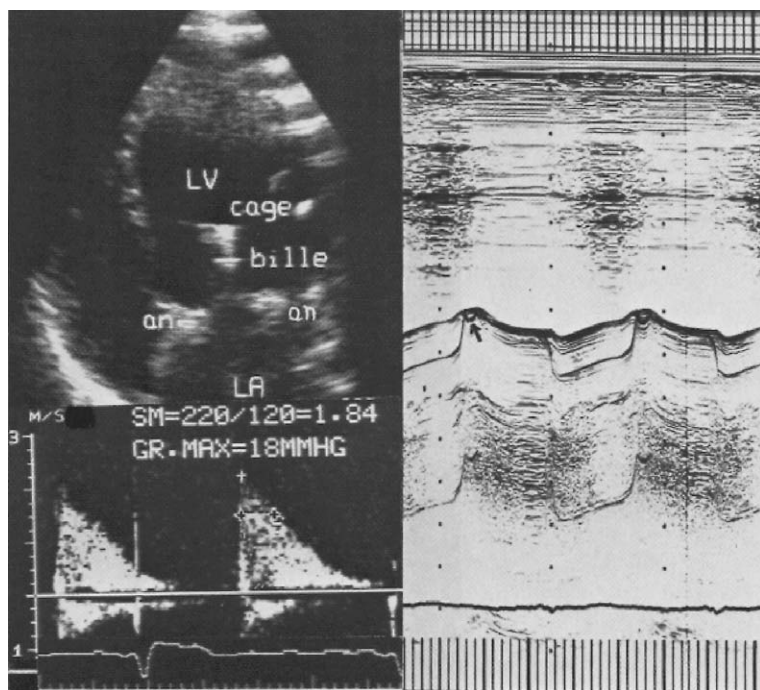 LV
cage
bille
an
an
LA
M/S
SM=220/120=1.84
3
GR.MAX=18MMHG
1